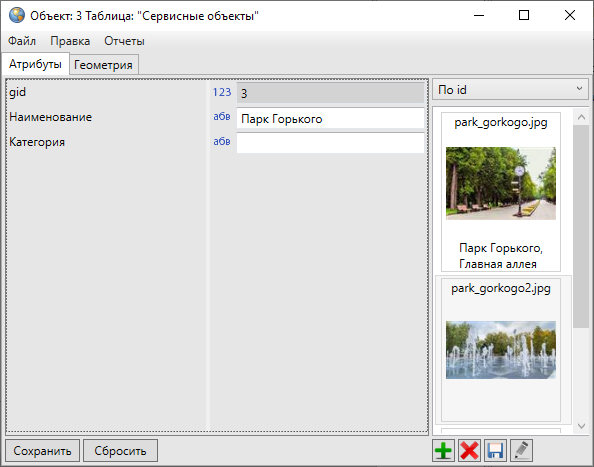 Объект: 3 Таблица: "Сервисные объекты"
Файл Правка Отчеты
Атрибуты Геометрия
gid 123 3
Наименование абв Парк Горького
Категория абв
По id
park_gorkogo.jpg
Парк Горького,
Главная аллея
park_gorkogo2.jpg
Сохранить Сбросить